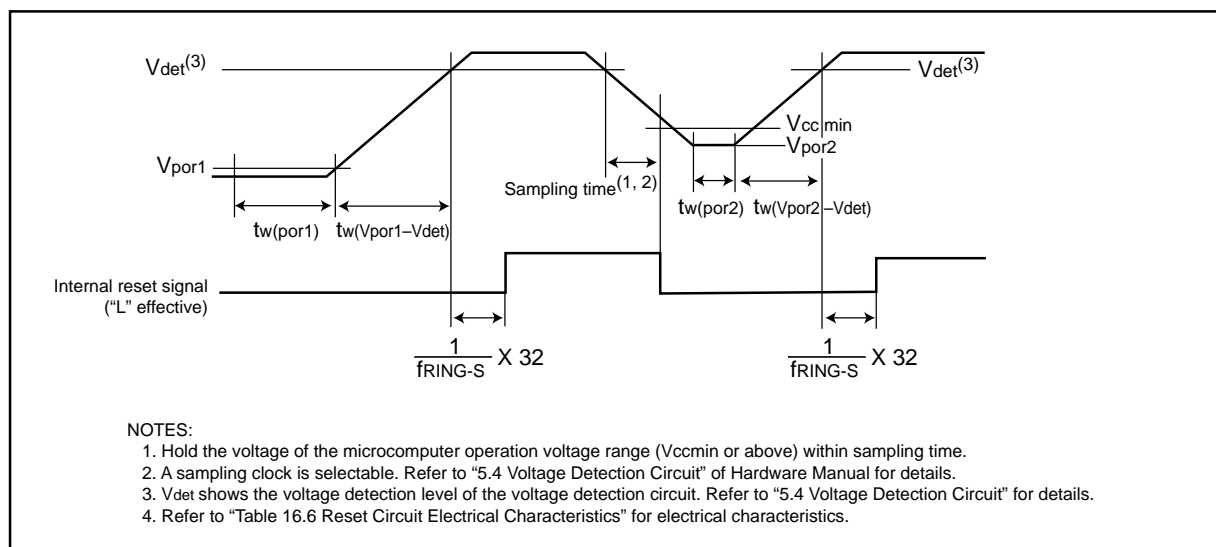 Vdet(3)
Vdet(3)
Vcc min
Vpor1
Vpor2
Sampling time(1, 2)
tw(por1)
tw(Vpor1–Vdet)
tw(por2)
tw(Vpor2 –Vdet)
Internal reset signal
(“L” effective)
1
fRING-S
X 32
1
fRING-S
X 32
NOTES:
1. Hold the voltage of the microcomputer operation voltage range (Vccmin or above) within sampling time.
2. A sampling clock is selectable. Refer to “5.4 Voltage Detection Circuit” of Hardware Manual for details.
3. Vdet shows the voltage detection level of the voltage detection circuit. Refer to “5.4 Voltage Detection Circuit” for details.
4. Refer to “Table 16.6 Reset Circuit Electrical Characteristics” for electrical characteristics.